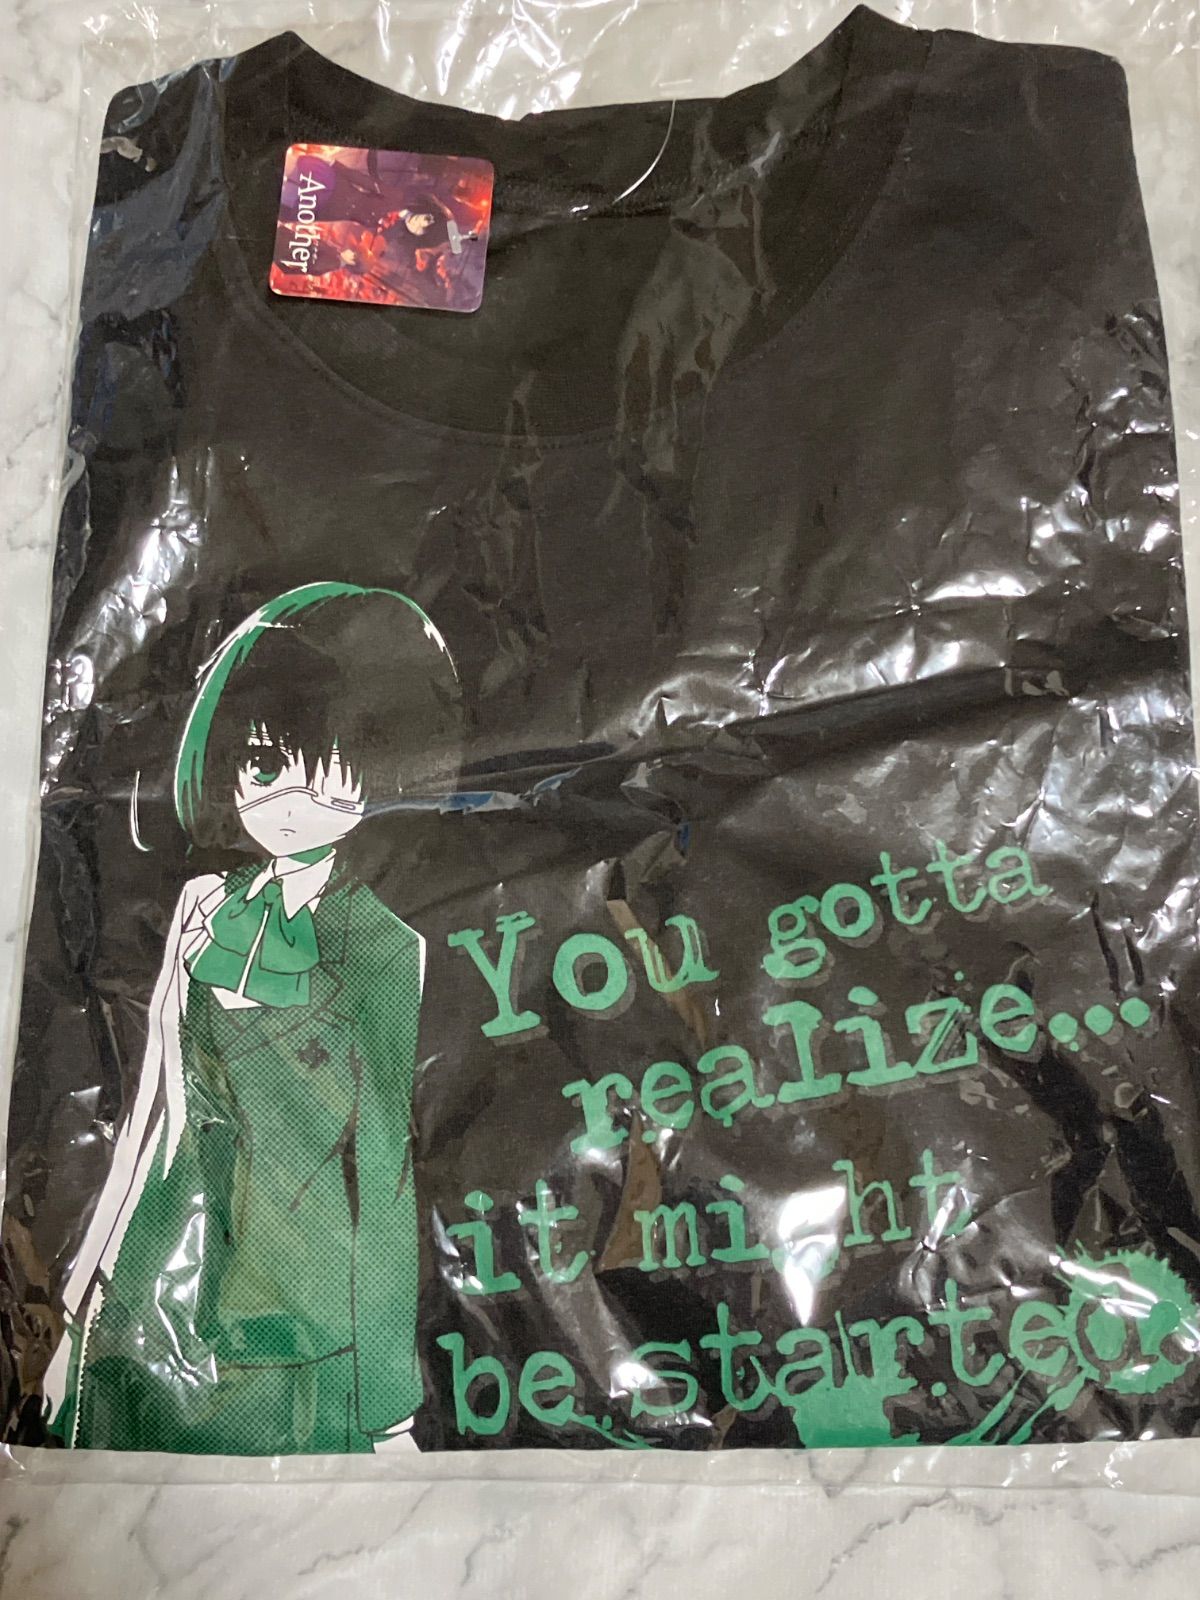 Another
You gotta
realize...
it might
be started.